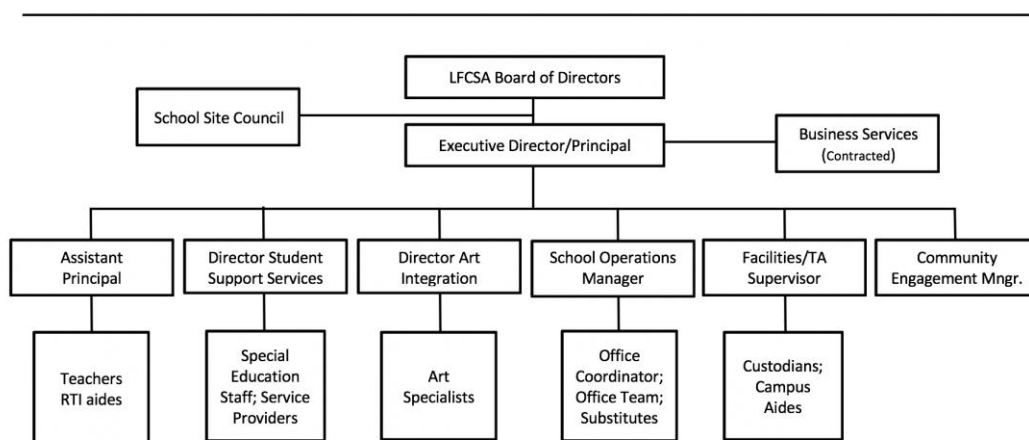 LFCSA Board of Directors
School Site Council
Executive Director/Principal
Business Services
(Contracted)
Assistant
Principal
Director Student
Support Services
Director Art
Integration
School Operations
Manager
Facilities/TA
Supervisor
Community
Engagement Mngr.
Teachers
RTI aides
Special
Education
Staff; Service
Providers
Art
Specialists
Office
Coordinator;
Office Team;
Substitutes
Custodians;
Campus
Aides